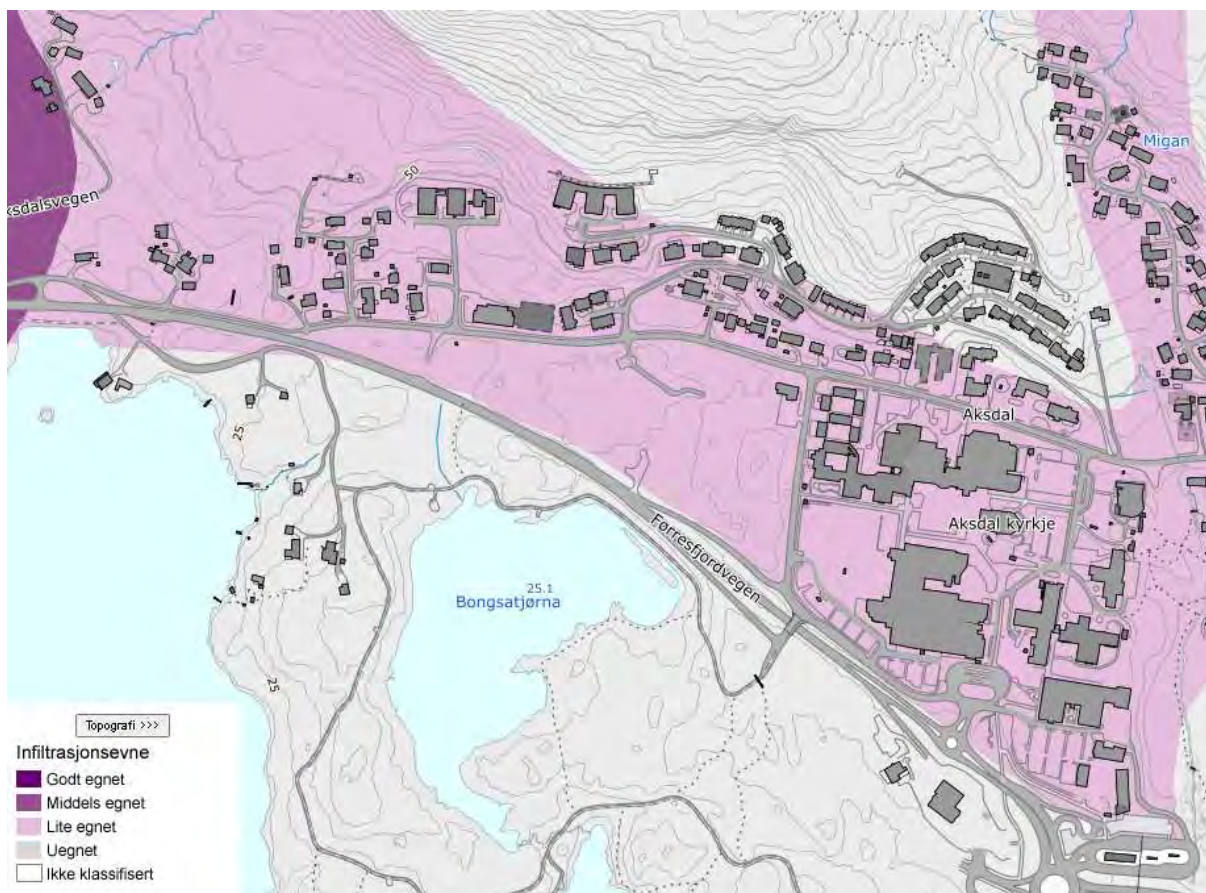 Migan
50
ksdalsvegen
25
Aksdal
Aksdal kyrkje
Førresfjordvegen
25.1
Bongsatjørna
25
Topografi >>>
Infiltrasjonsevne
Godt egnet
Middels egnet
Lite egnet
Uegnet
Ikke klassifisert